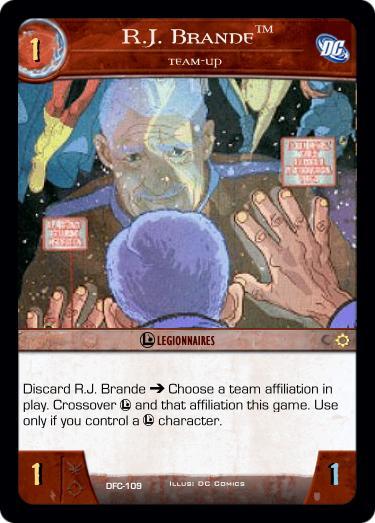 1
R.J. Brande™
TEAM-UP
DC
LEGIONNAIRES
Discard R.J. Brande ➔ Choose a team affiliation in
play. Crossover L and that affiliation this game. Use
only if you control a L character.
1
DFC-109
ILLUS: DC COMICS
1